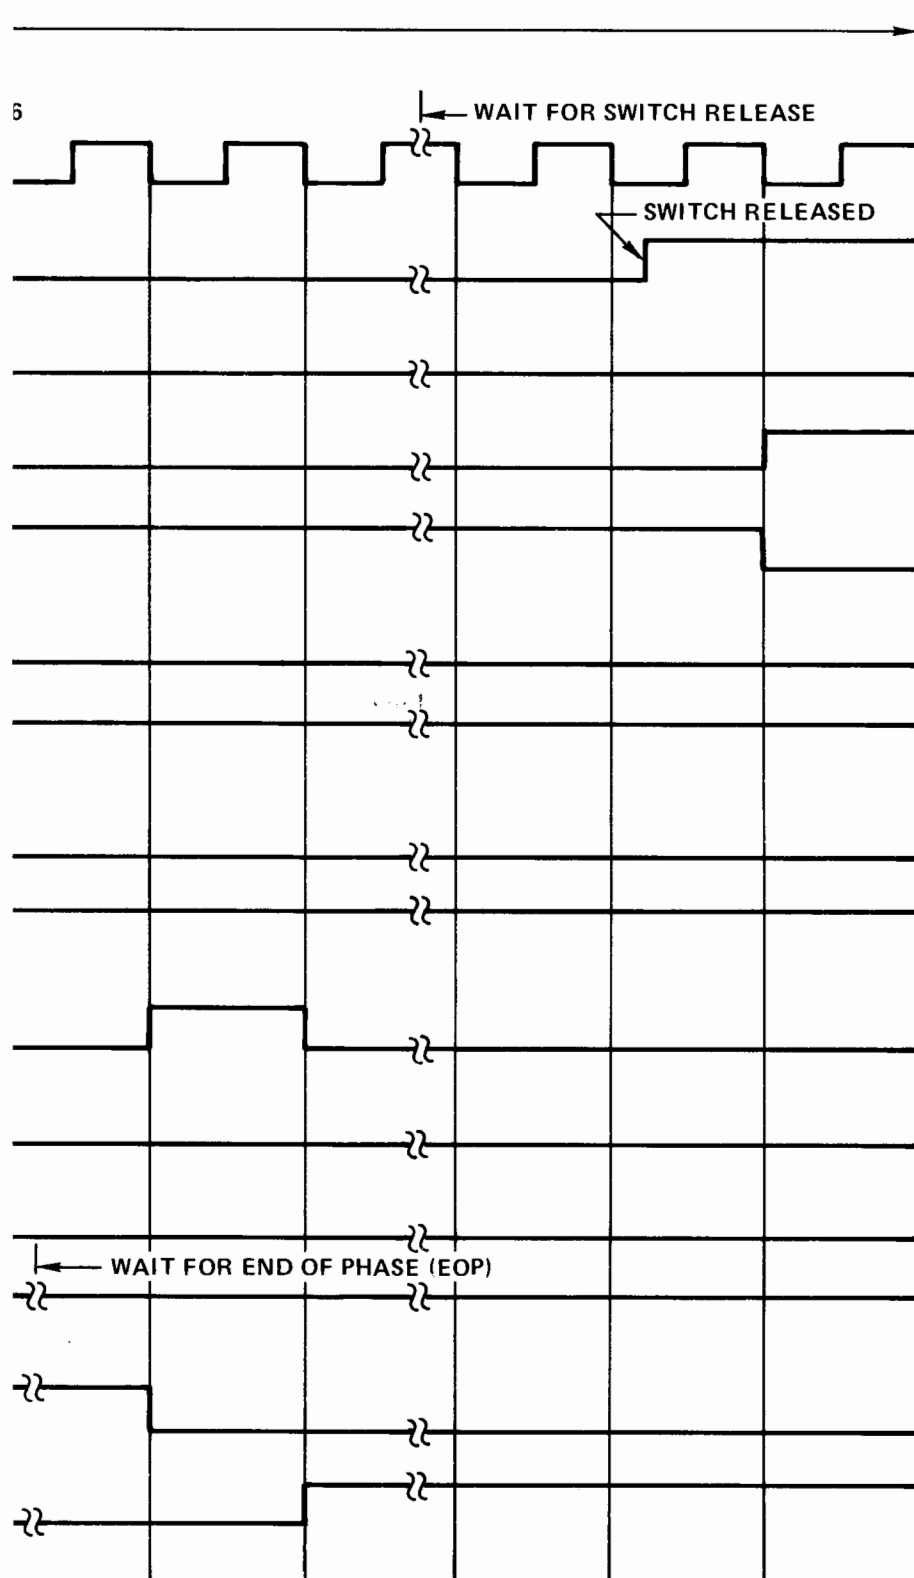 6
WAIT FOR SWITCH RELEASE
SWITCH RELEASED
WAIT FOR END OF PHASE (EOP)